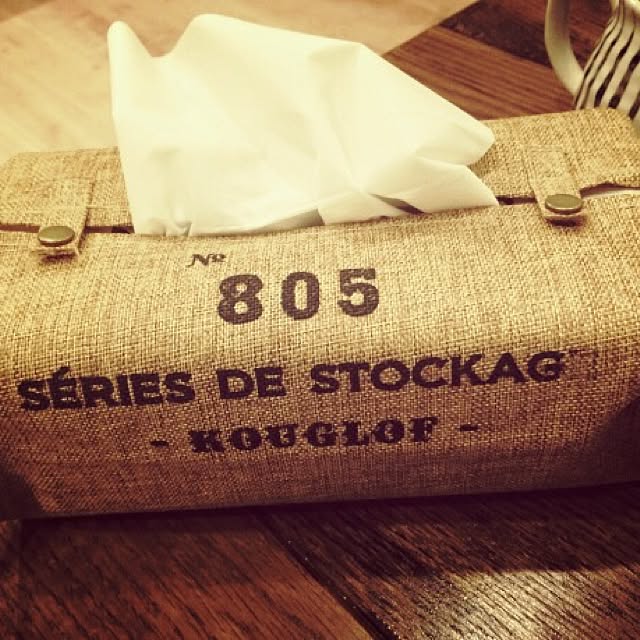 Nº
805
SÉRIES DE STOCKAG
- KOUGLOF -